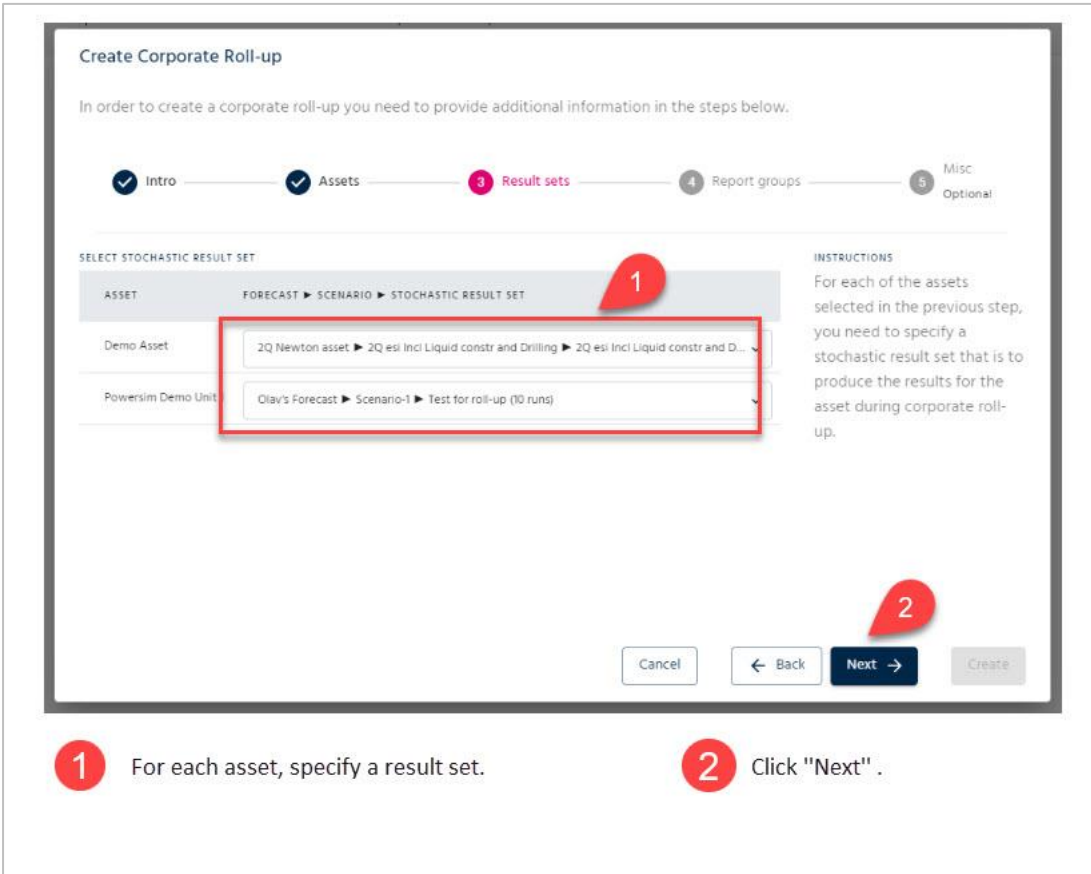 Create Corporate Roll-up
In order to create a corporate roll-up you need to provide additional information in the steps below.
Intro
Assets
3 Result sets
4 Report groups
5 Misc
Optional
SELECT STOCHASTIC RESULT SET
ASSET FORECAST ► SCENARIO ► STOCHASTIC RESULT SET
1
Demo Asset 2Q Newton asset ► 2Q esi Incl Liquid constr and Drilling ► 2Q esi Incl Liquid constr and D...
Powersim Demo Unit Olav's Forecast ► Scenario-1 ► Test for roll-up (10 runs)
INSTRUCTIONS
For each of the assets
selected in the previous step,
you need to specify a
stochastic result set that is to
produce the results for the
asset during corporate roll-
up.
2
Cancel ← Back Next → Create
1 For each asset, specify a result set.
2 Click "Next" .